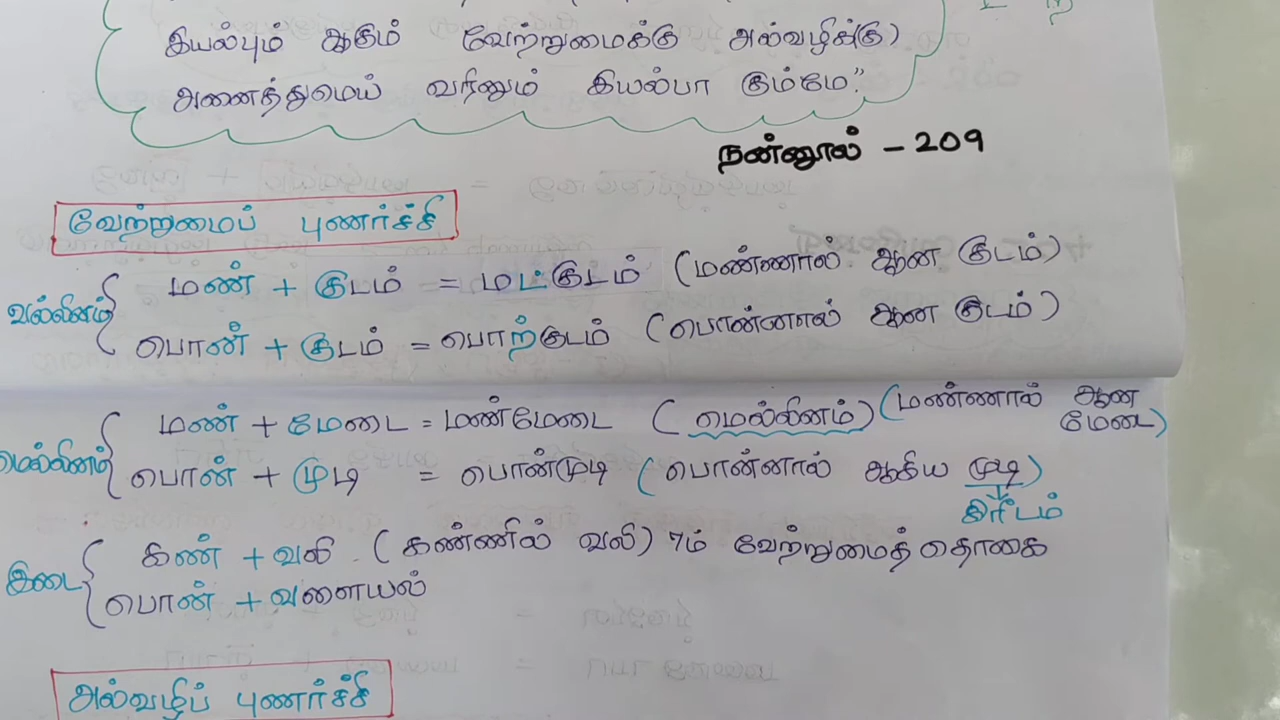 இயல்பும் ஆகும் வேற்றுமைக்கு அல்வழிக்கு)
அனைத்துமெய் வரினும் இயல்பா கும்மே."
நன்னூல் - 209
வேற்றுமைப் புணர்ச்சி
வல்லினம் { மண் + குடம் = மட்குடம் (மண்ணால் ஆன குடம்)
பொன் + குடம் = பொற்குடம் (பொன்னால் ஆன குடம்)
மெல்லினம் { மண் + மேடை = மண்மேடை (மெல்லினம்) (மண்ணால் ஆன மேடை)
பொன் + முடி = பொன்முடி (பொன்னால் ஆகிய முடி)
கிரீடம்
இடை { கண் + வலி (கண்ணில் வலி) 7ம் வேற்றுமைத் தொகை
பொன் + வளையல்
அல்வழிப் புணர்ச்சி